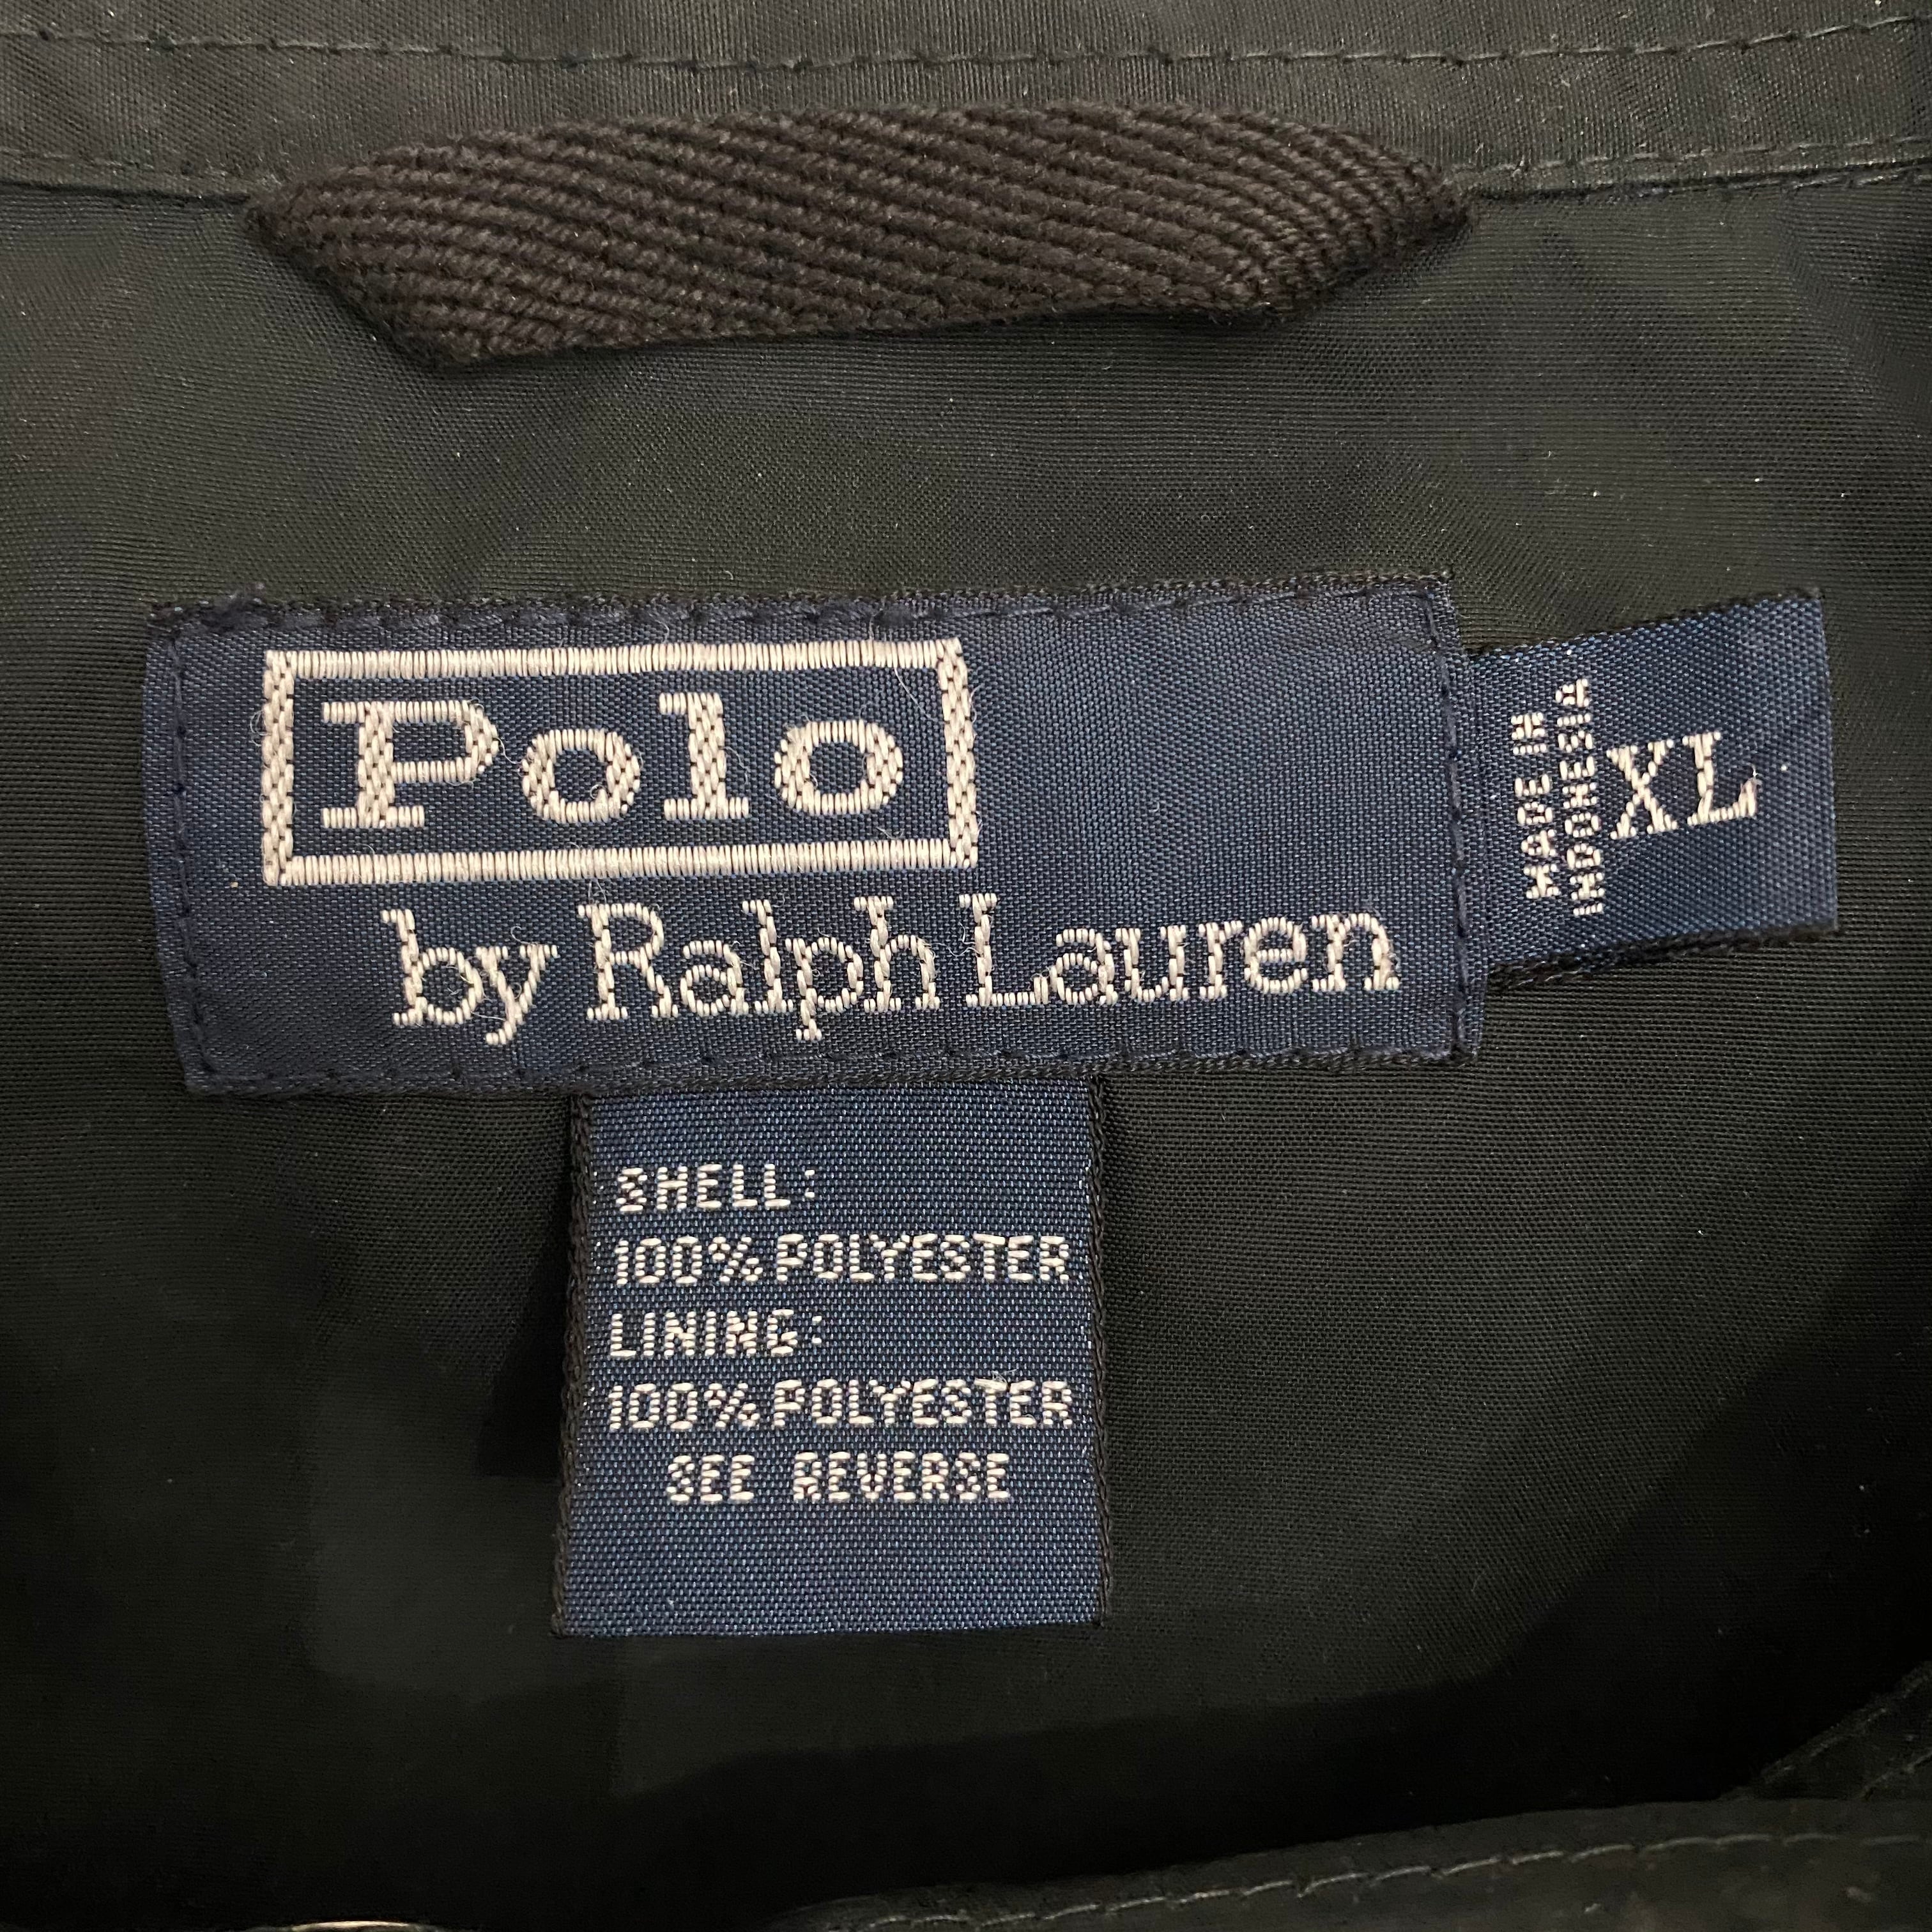 Polo
by Ralph Lauren
MADE IN
INDONESIA
XL
SHELL:
100% POLYESTER
LINING:
100% POLYESTER
SEE REVERSE